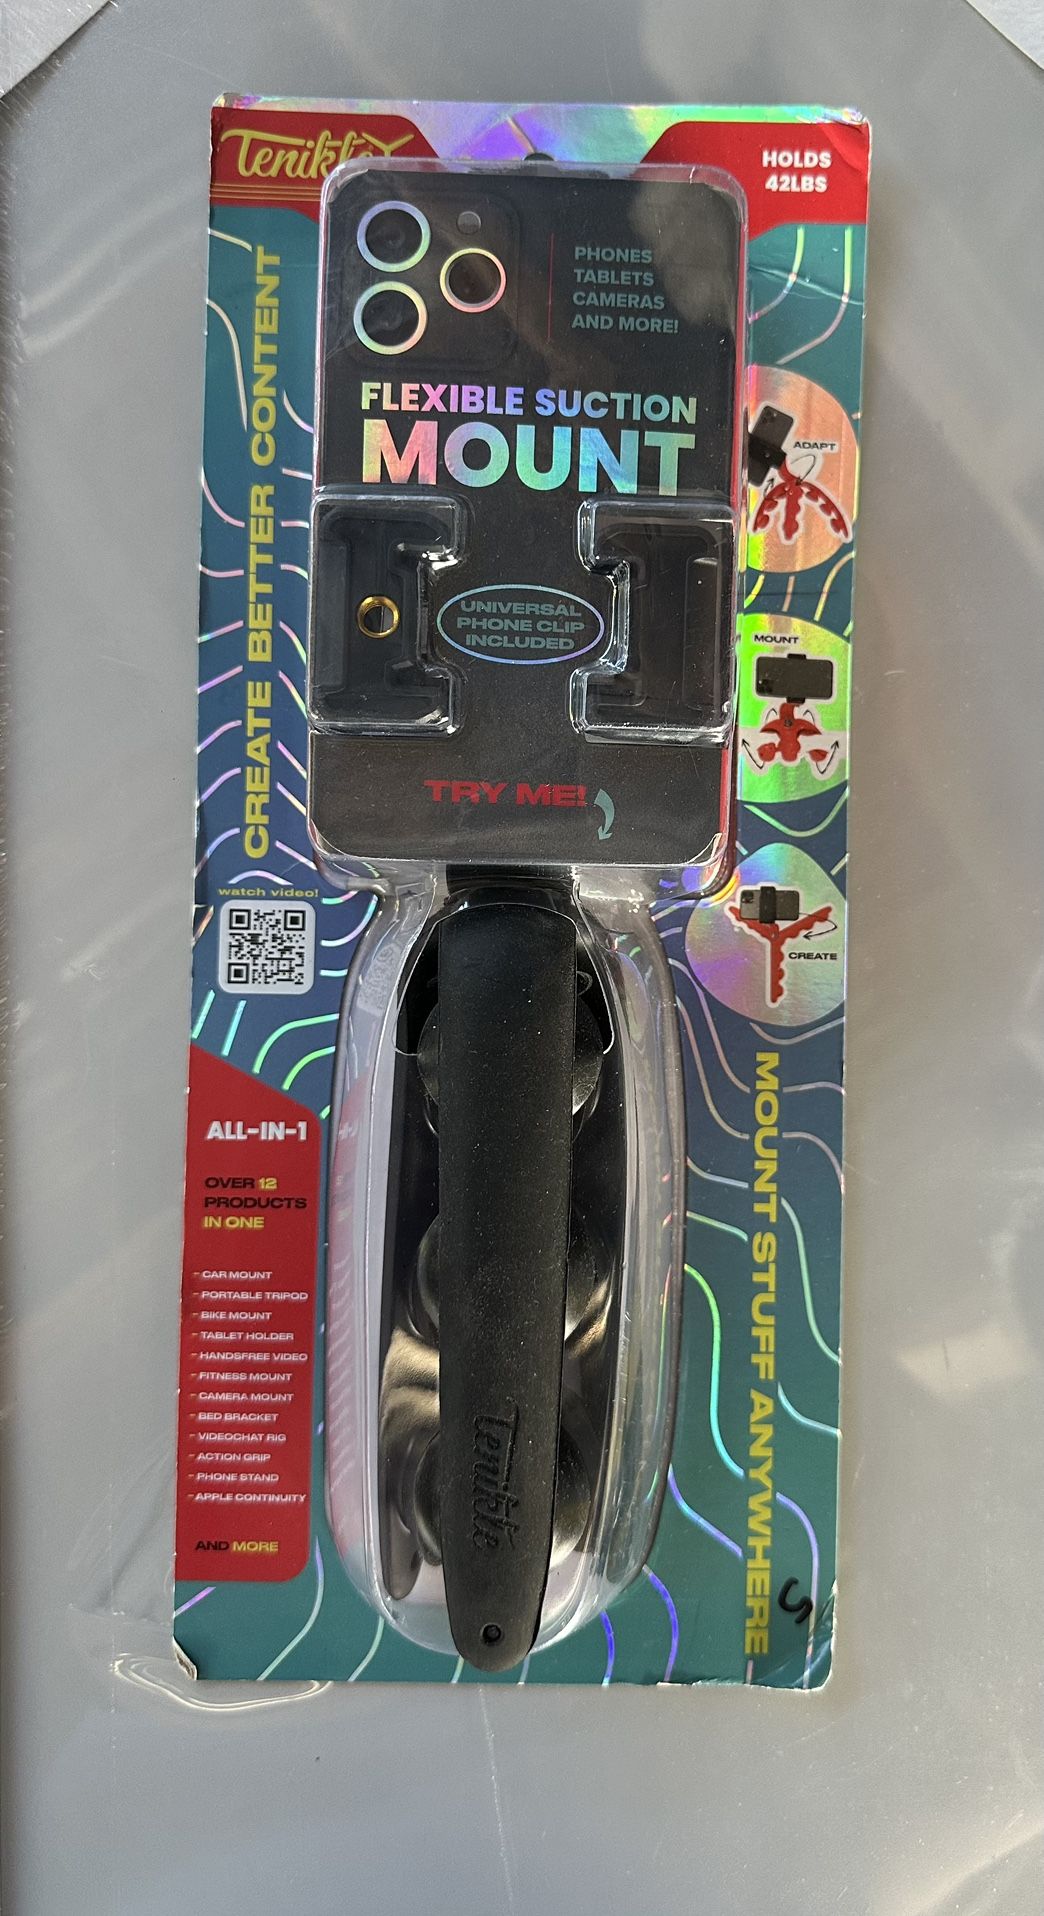 Tenikle
HOLDS
42LBS
PHONES
TABLETS
CAMERAS
AND MORE!
CREATE BETTER CONTENT
FLEXIBLE SUCTION
MOUNT
ADAPT
UNIVERSAL
PHONE CLIP
INCLUDED
MOUNT
TRY ME!
watch video!
CREATE
ALL-IN-1
OVER 12
PRODUCTS
IN ONE
- CAR MOUNT
- PORTABLE TRIPOD
- BIKE MOUNT
- TABLET HOLDER
- HANDSFREE VIDEO
- FITNESS MOUNT
- CAMERA MOUNT
- BED BRACKET
- VIDEOCHAT RIG
- ACTION GRIP
- PHONE STAND
- APPLE CONTINUITY
AND MORE
MOUNT STUFF ANYWHERE
Tenikle